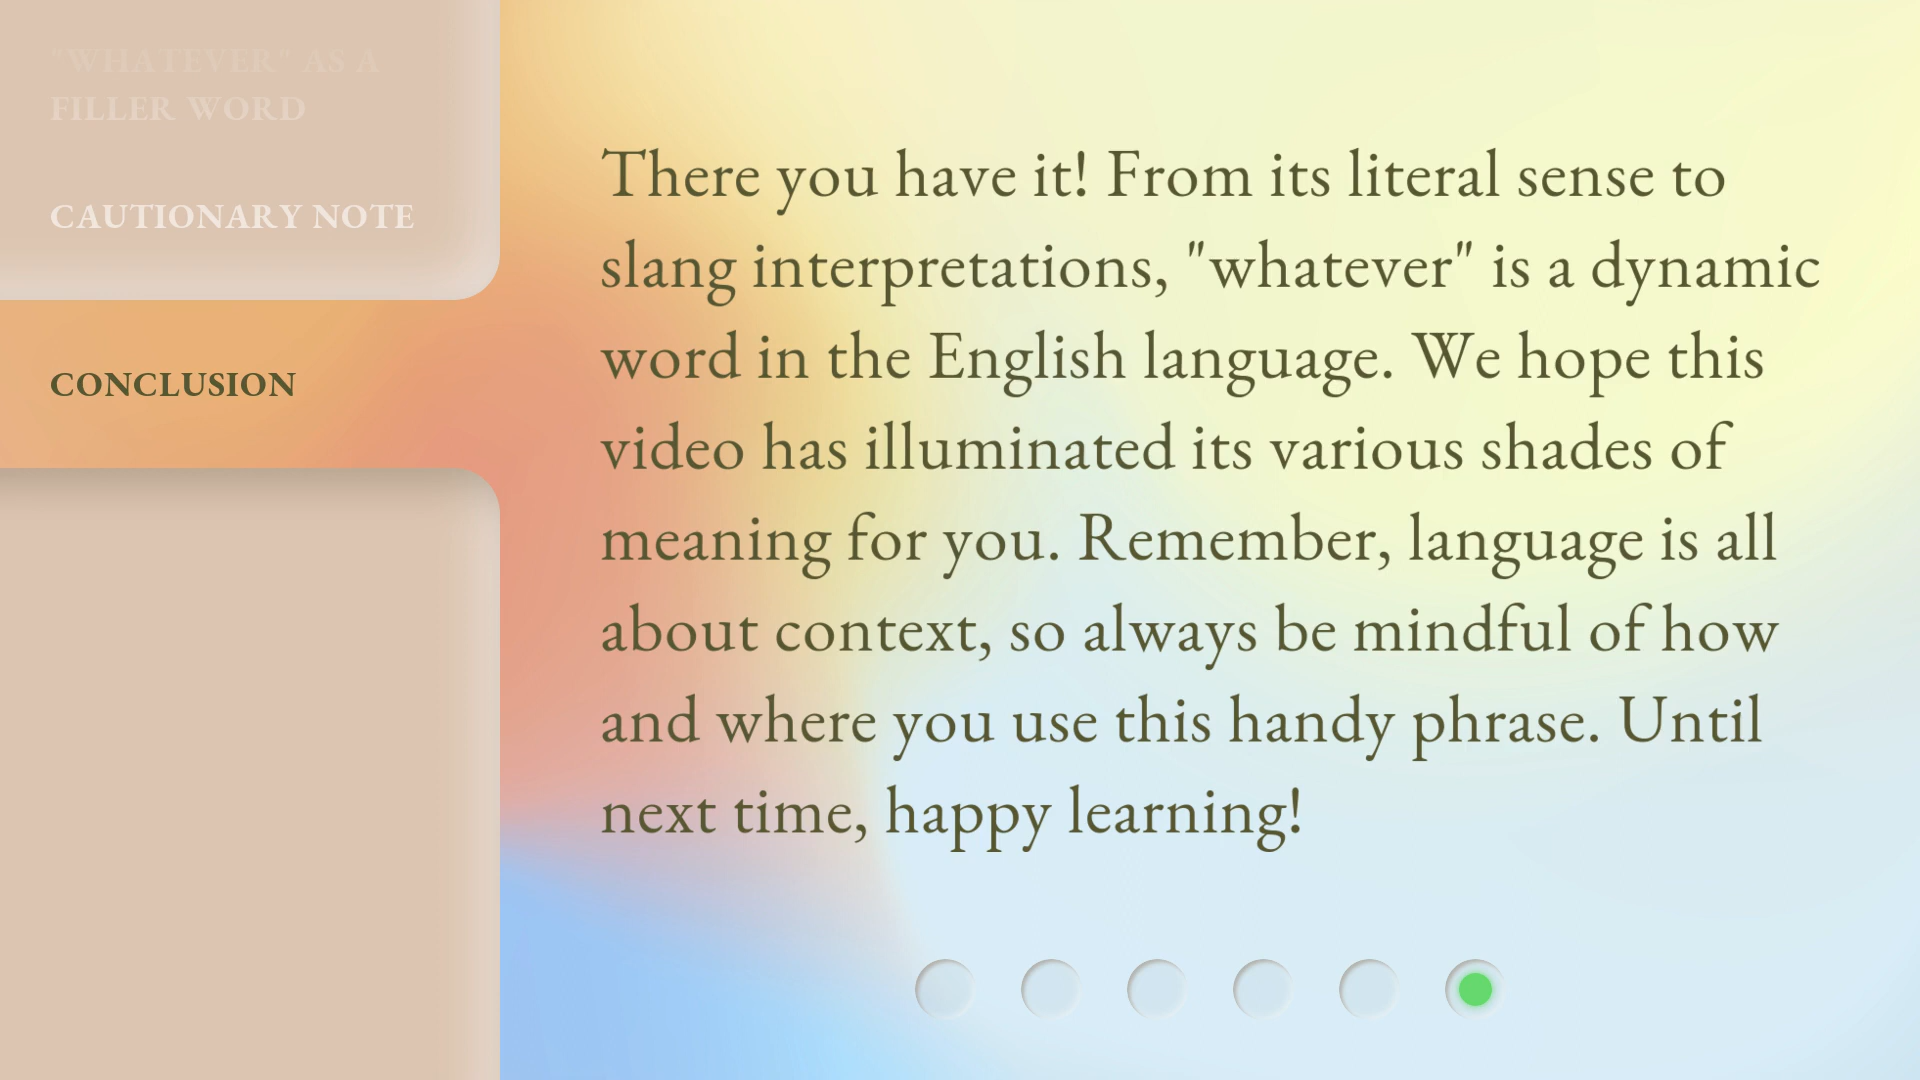 "WHATEVER" AS A
FILLER WORD
CAUTIONARY NOTE
CONCLUSION
There you have it! From its literal sense to
slang interpretations, "whatever" is a dynamic
word in the English language. We hope this
video has illuminated its various shades of
meaning for you. Remember, language is all
about context, so always be mindful of how
and where you use this handy phrase. Until
next time, happy learning!